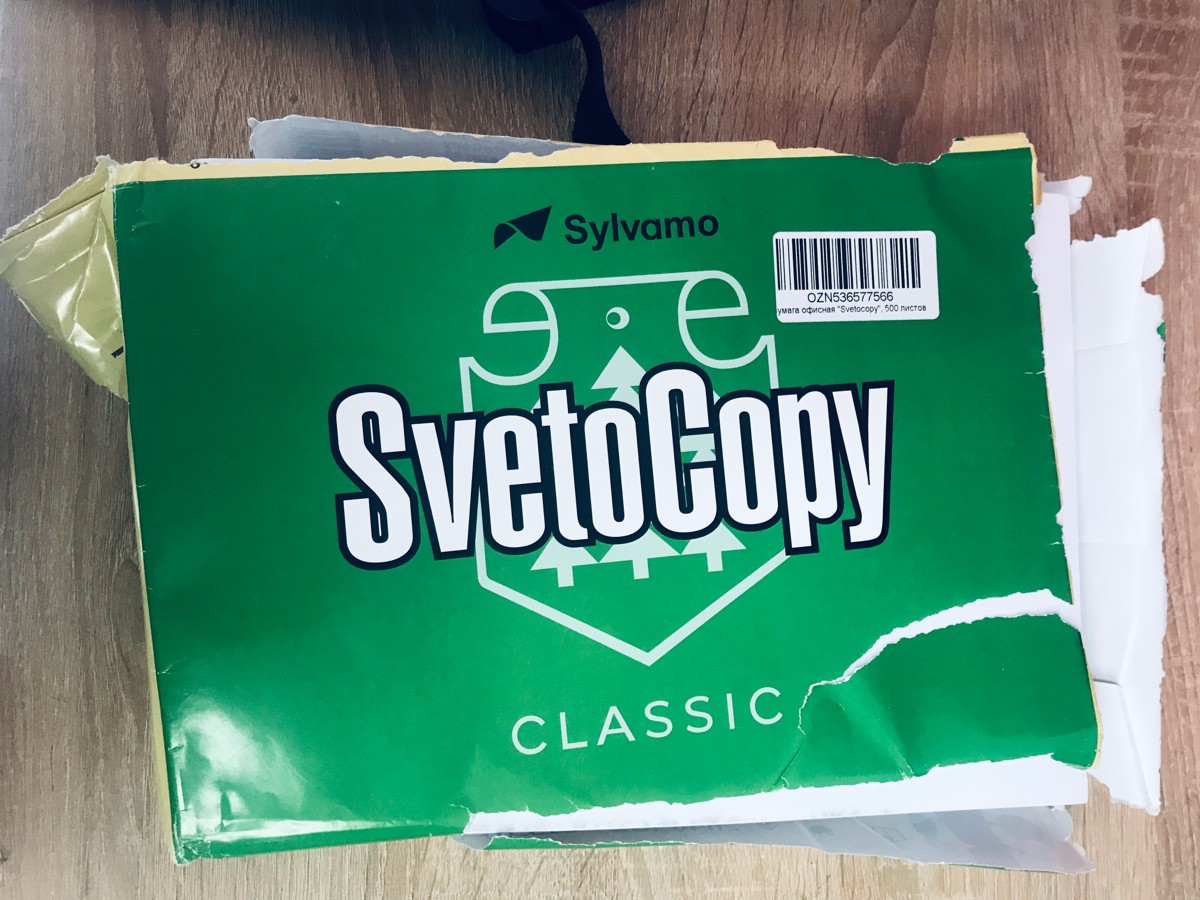 Sylvamo
OZN536577566
умага офисная "Svetocopy", 500 листов
SvetoCopy
CLASSIC